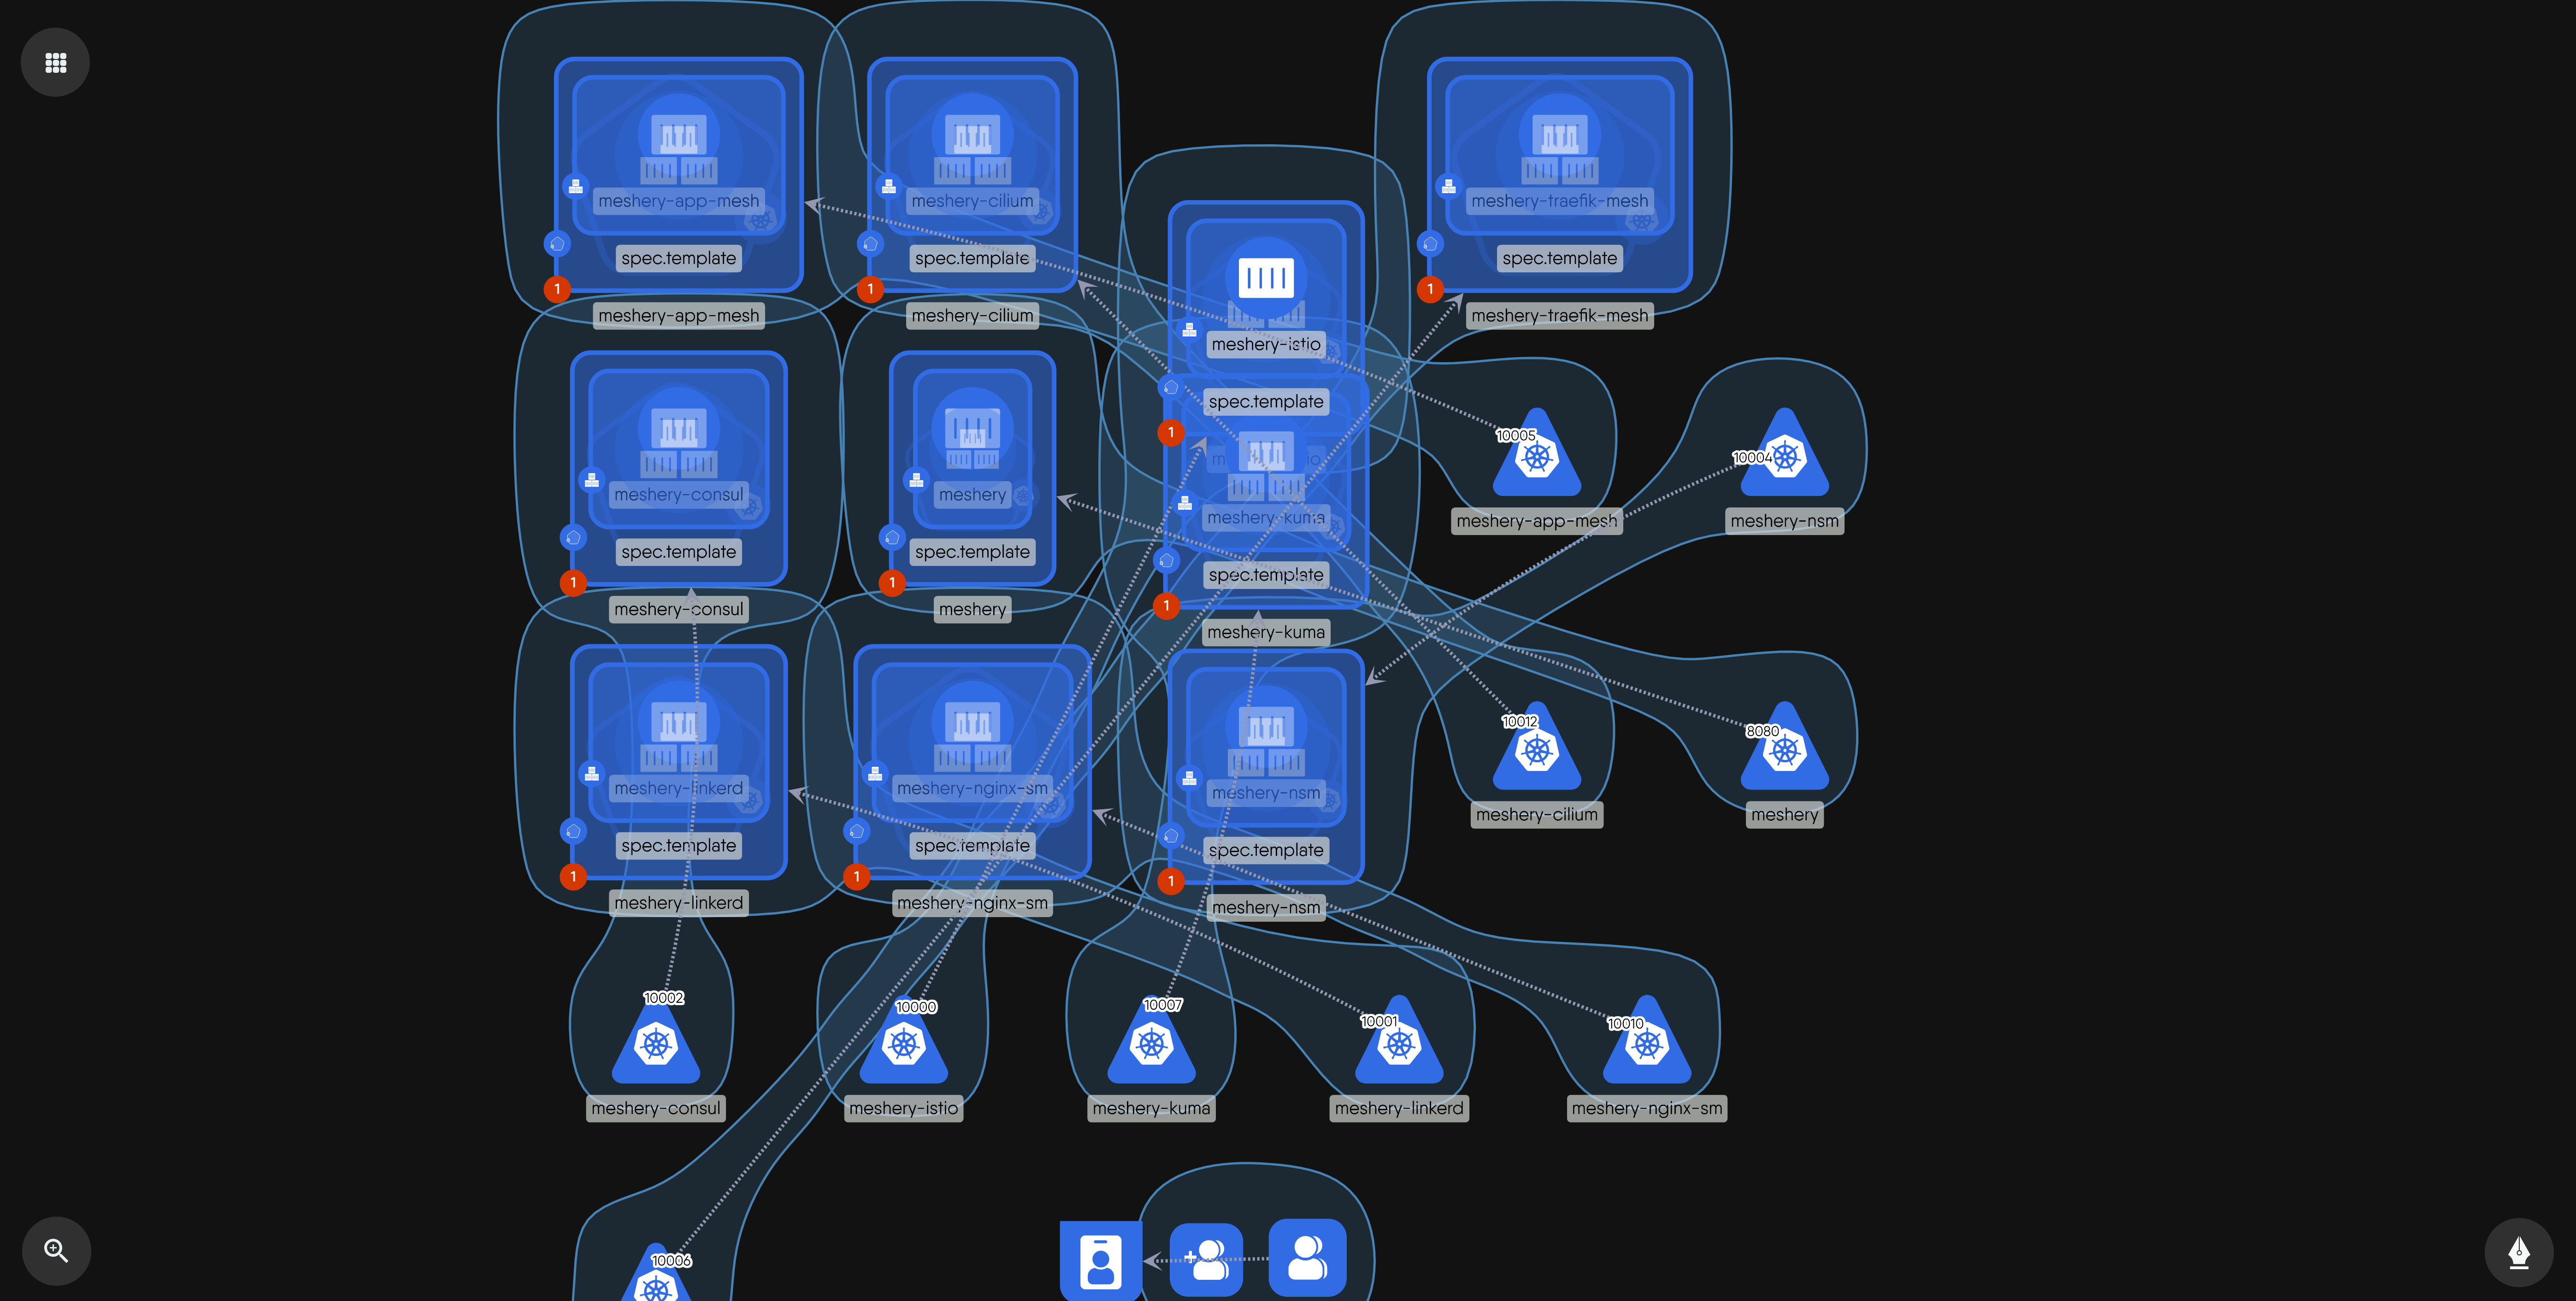 meshery-app-mesh
spec.template
1
meshery-app-mesh
meshery-cilium
spec.template
1
meshery-cilium
meshery-traefik-mesh
spec.template
1
meshery-traefik-mesh
meshery-istio
spec.template
1
meshery-consul
spec.template
1
meshery-consul
meshery
spec.template
1
meshery
meshery-kuma
spec.template
1
meshery-kuma
10005
meshery-app-mesh
10004
meshery-nsm
meshery-linkerd
spec.template
1
meshery-linkerd
meshery-nginx-sm
spec.template
1
meshery-nginx-sm
meshery-nsm
spec.template
1
meshery-nsm
10012
meshery-cilium
8080
meshery
10002
meshery-consul
10000
meshery-istio
10007
meshery-kuma
10001
meshery-linkerd
10010
meshery-nginx-sm
10006